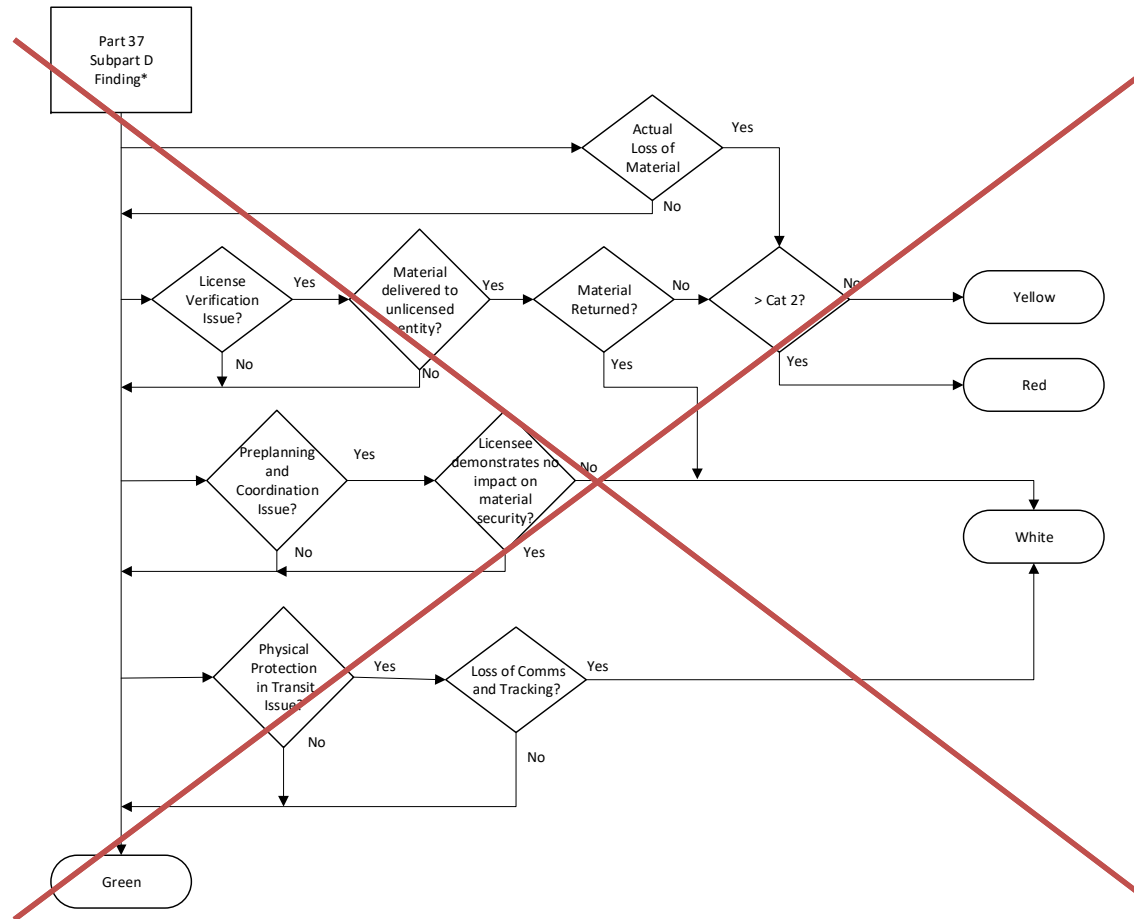 Part 37
Subpart D
Finding*
Actual
Loss of
Material
Yes
No
License
Verification
Issue?
Yes
No
Material
delivered to
unlicensed
entity?
Yes
No
Material
Returned?
No
Yes
> Cat 2?
No
Yes
Yellow
Red
Preplanning
and
Coordination
Issue?
Yes
No
Licensee
demonstrates no
impact on
material
security?
No
Yes
White
Physical
Protection
in Transit
Issue?
Yes
No
Loss of Comms
and Tracking?
Yes
No
Green